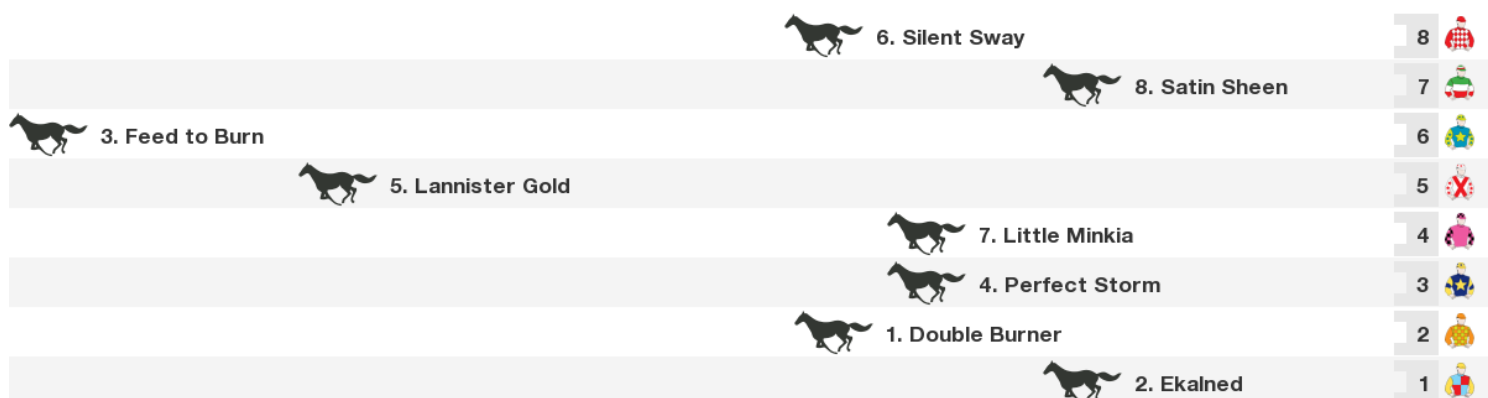 6. Silent Sway 8
8. Satin Sheen 7
3. Feed to Burn 6
5. Lannister Gold 5
7. Little Minkia 4
4. Perfect Storm 3
1. Double Burner 2
2. Ekalned 1